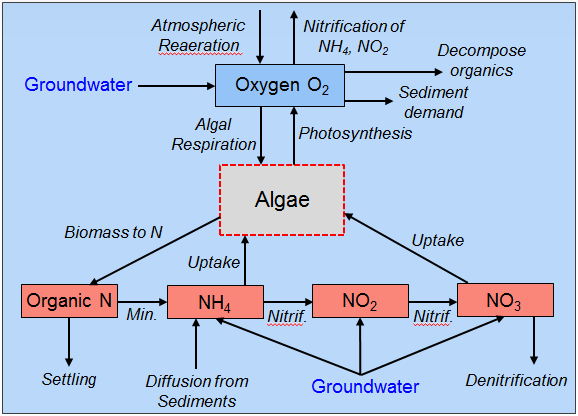 Atmospheric
Reaeration
Nitrification of
NH4, NO2
Decompose
organics
Groundwater
Oxygen O2
Sediment
demand
Algal
Respiration
Photosynthesis
Algae
Biomass to N
Uptake
Uptake
Organic N
Min.
NH4
Nitrif.
NO2
Nitrif.
NO3
Settling
Diffusion from
Sediments
Groundwater
Denitrification